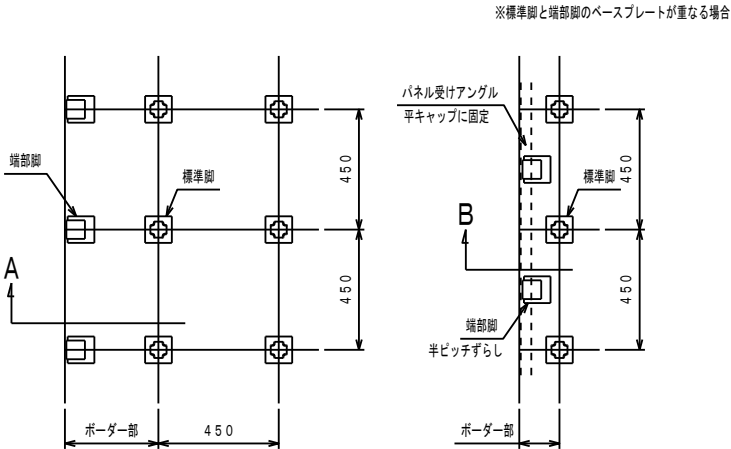 ※標準脚と端部脚のベースプレートが重なる場合
端部脚
標準脚
450
450
A
ボーダー部
450
パネル受けアングル
平キャップに固定
標準脚
450
B
450
端部脚
半ピッチずらし
ボーダー部